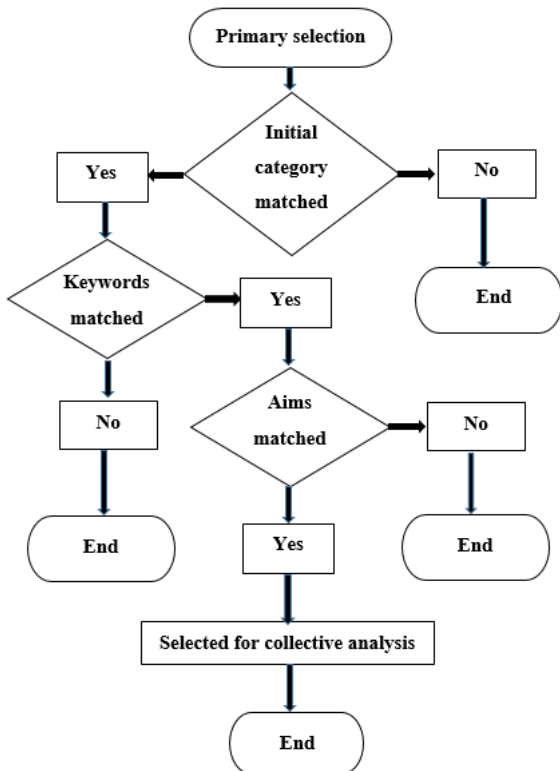 Primary selection
Initial
category
matched
Yes
No
Keywords
matched
Yes
End
Aims
matched
No
No
End
Yes
End
Selected for collective analysis
End